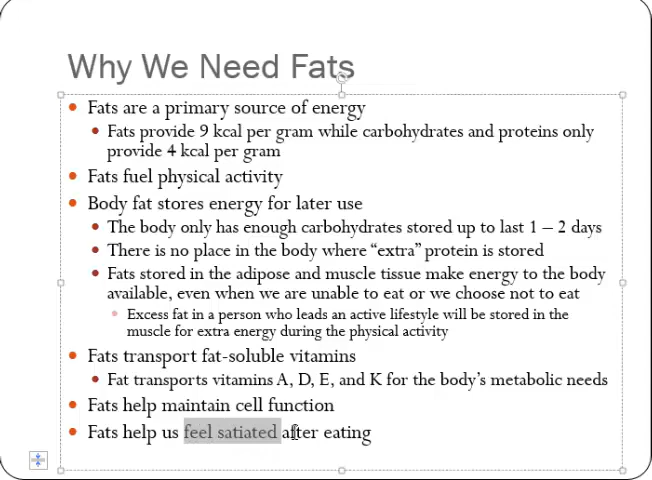 Why We Need Fats
Fats are a primary source of energy
Fats provide 9 kcal per gram while carbohydrates and proteins only
provide 4 kcal per gram
Fats fuel physical activity
Body fat stores energy for later use
The body only has enough carbohydrates stored up to last 1 – 2 days
There is no place in the body where “extra” protein is stored
Fats stored in the adipose and muscle tissue make energy to the body
available, even when we are unable to eat or we choose not to eat
Excess fat in a person who leads an active lifestyle will be stored in the
muscle for extra energy during the physical activity
Fats transport fat-soluble vitamins
Fat transports vitamins A, D, E, and K for the body’s metabolic needs
Fats help maintain cell function
Fats help us feel satiated after eating